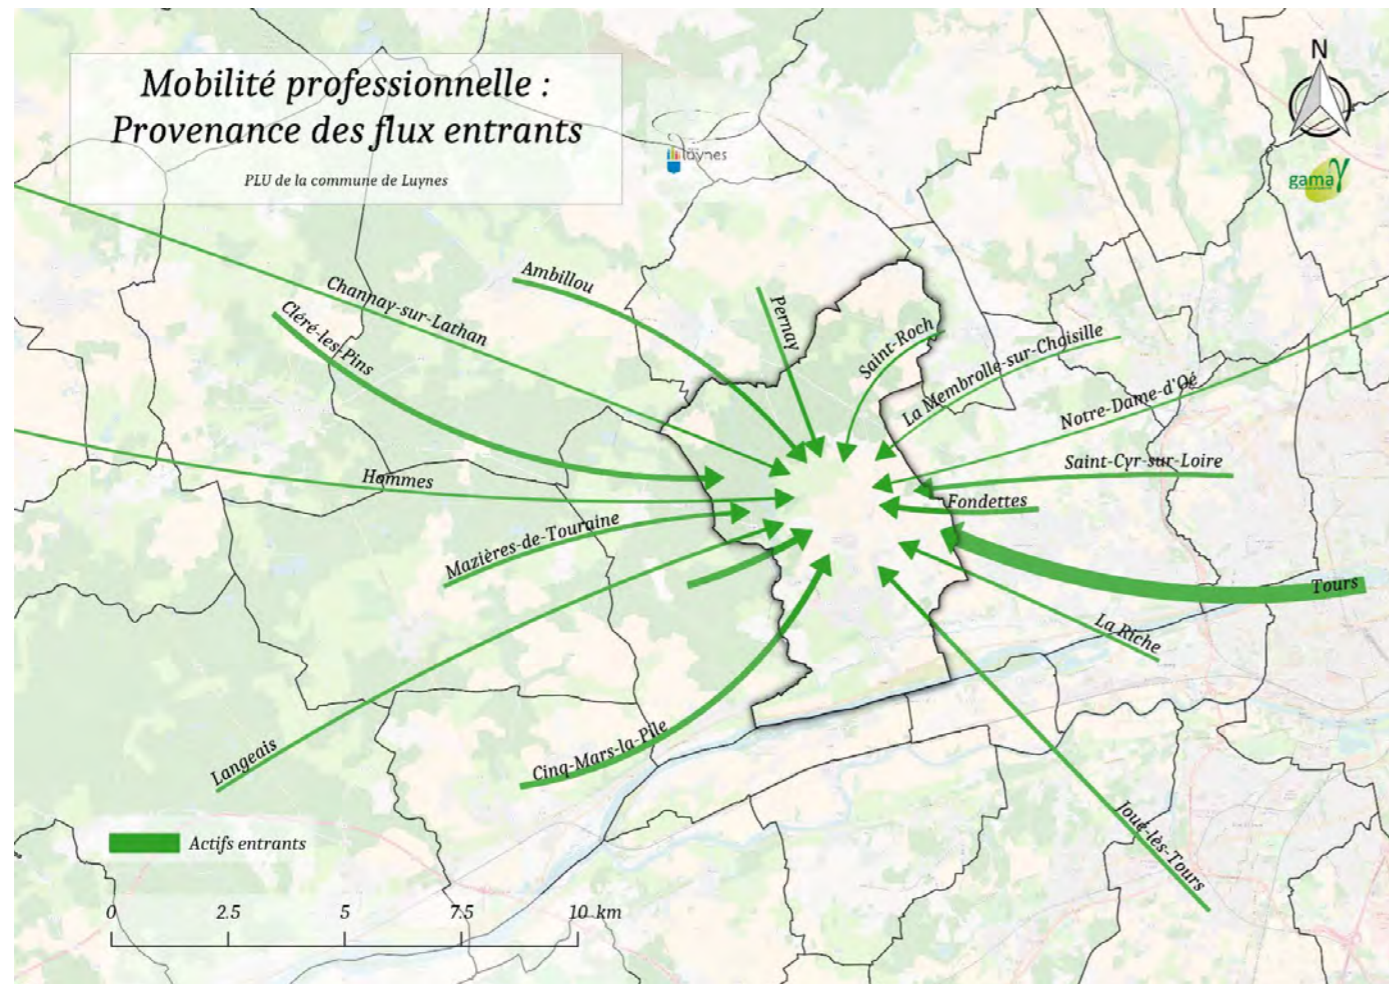 Mobilité professionnelle :
Provenance des flux entrants
PLU de la commune de Luynes
luynes
N
gama
Ambillou
Channay-sur-Lathan
Cléré-les-Pins
Pernay
Saint-Roch
La Membrolle-sur-Choisille
Notre-Dame-d'Oé
Saint-Cyr-sur-Loire
Hommes
Fondettes
Mazières-de-Touraine
Tours
La Riche
Langeais
Cinq-Mars-la-Pile
Joué-lès-Tours
Actifs entrants
0 2.5 5 7.5 10 km